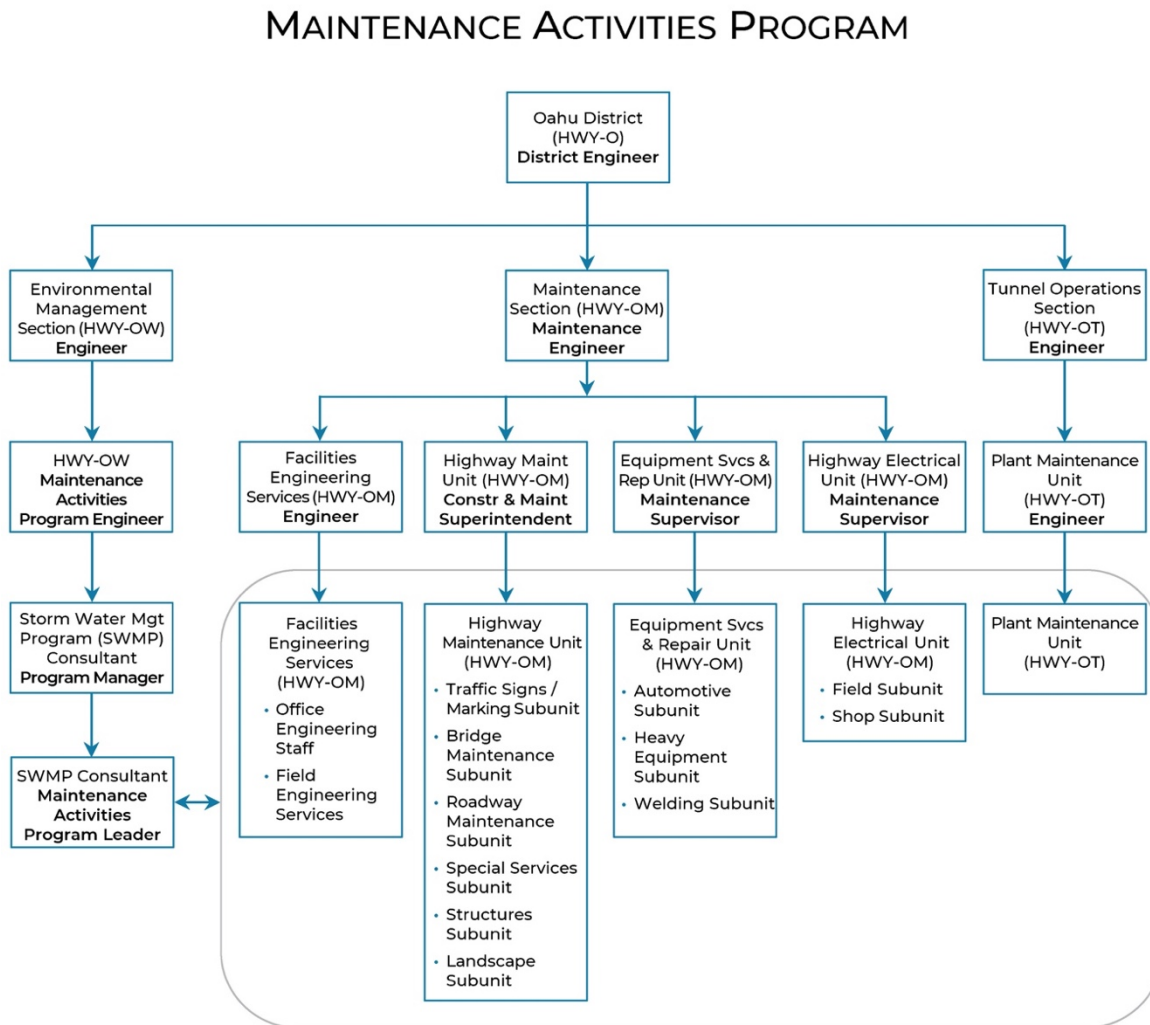 MAINTENANCE ACTIVITIES PROGRAM
Oahu District
(HWY-O)
District Engineer
Environmental
Management
Section (HWY-OW)
Engineer
Maintenance
Section (HWY-OM)
Maintenance
Engineer
Tunnel Operations
Section
(HWY-OT)
Engineer
HWY-OW
Maintenance
Activities
Program Engineer
Facilities
Engineering
Services (HWY-OM)
Engineer
Highway Maint
Unit (HWY-OM)
Constr & Maint
Superintendent
Equipment Svcs &
Rep Unit (HWY-OM)
Maintenance
Supervisor
Highway Electrical
Unit (HWY-OM)
Maintenance
Supervisor
Plant Maintenance
Unit
(HWY-OT)
Engineer
Storm Water Mgt
Program (SWMP)
Consultant
Program Manager
SWMP Consultant
Maintenance
Activities
Program Leader
Facilities
Engineering
Services
(HWY-OM)
• Office
Engineering
Staff
• Field
Engineering
Services
Highway
Maintenance Unit
(HWY-OM)
• Traffic Signs /
Marking Subunit
• Bridge
Maintenance
Subunit
• Roadway
Maintenance
Subunit
• Special Services
Subunit
• Structures
Subunit
• Landscape
Subunit
Equipment Svcs
& Repair Unit
(HWY-OM)
• Automotive
Subunit
• Heavy
Equipment
Subunit
• Welding Subunit
Highway
Electrical Unit
(HWY-OM)
• Field Subunit
• Shop Subunit
Plant Maintenance
Unit
(HWY-OT)